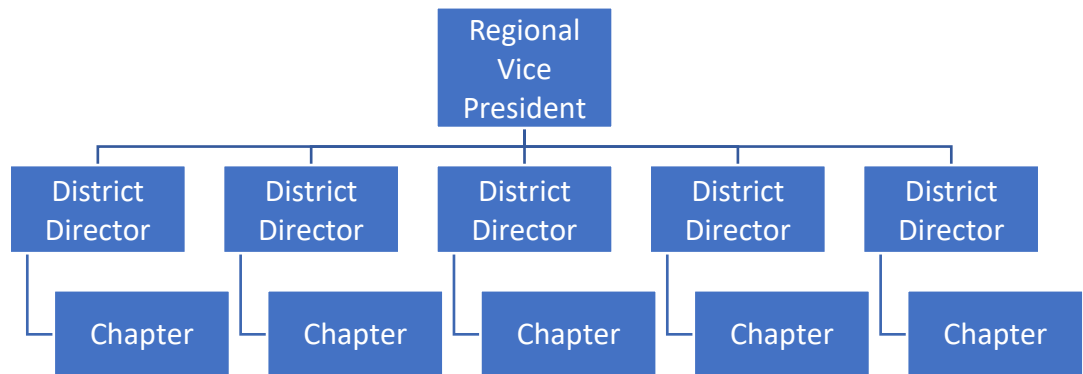 Regional
Vice
President
District
Director
District
Director
District
Director
District
Director
District
Director
Chapter
Chapter
Chapter
Chapter
Chapter